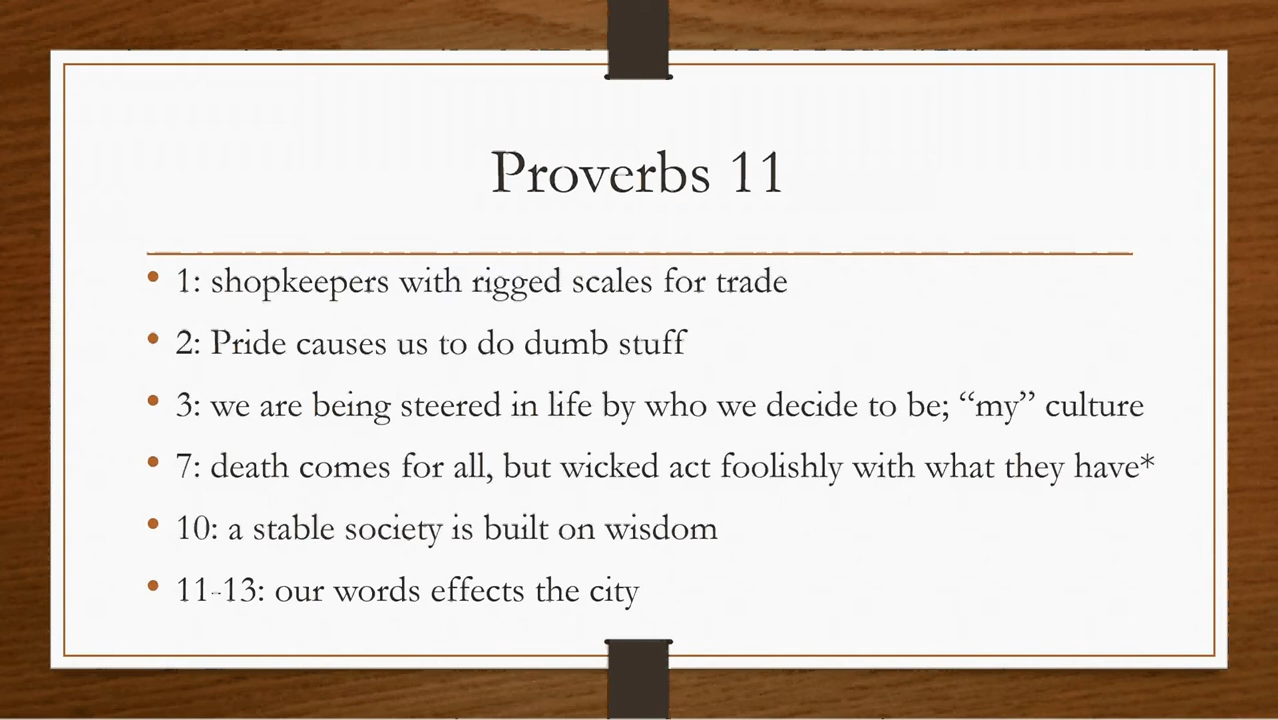 Proverbs 11
• 1: shopkeepers with rigged scales for trade
• 2: Pride causes us to do dumb stuff
• 3: we are being steered in life by who we decide to be; “my” culture
• 7: death comes for all, but wicked act foolishly with what they have*
• 10: a stable society is built on wisdom
• 11-13: our words effects the city